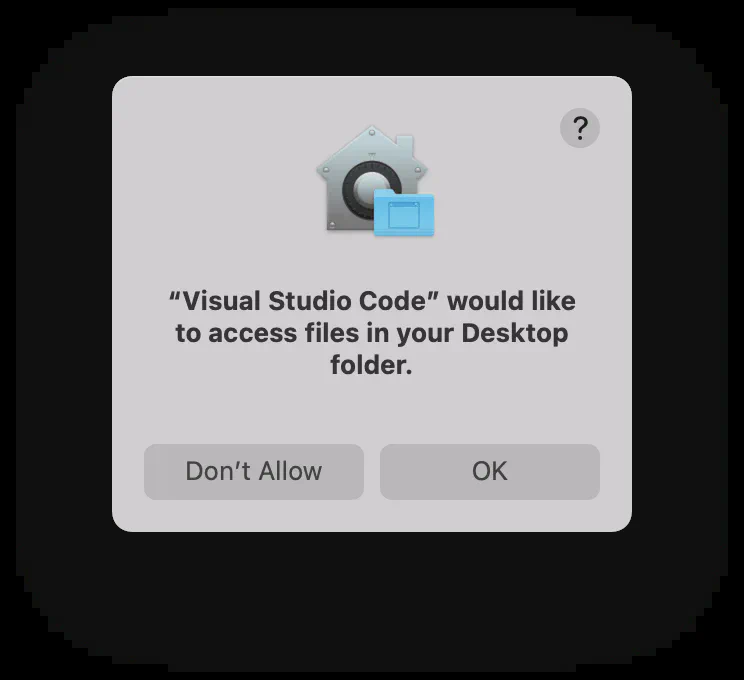 ?
“Visual Studio Code” would like
to access files in your Desktop
folder.
Don’t Allow
OK